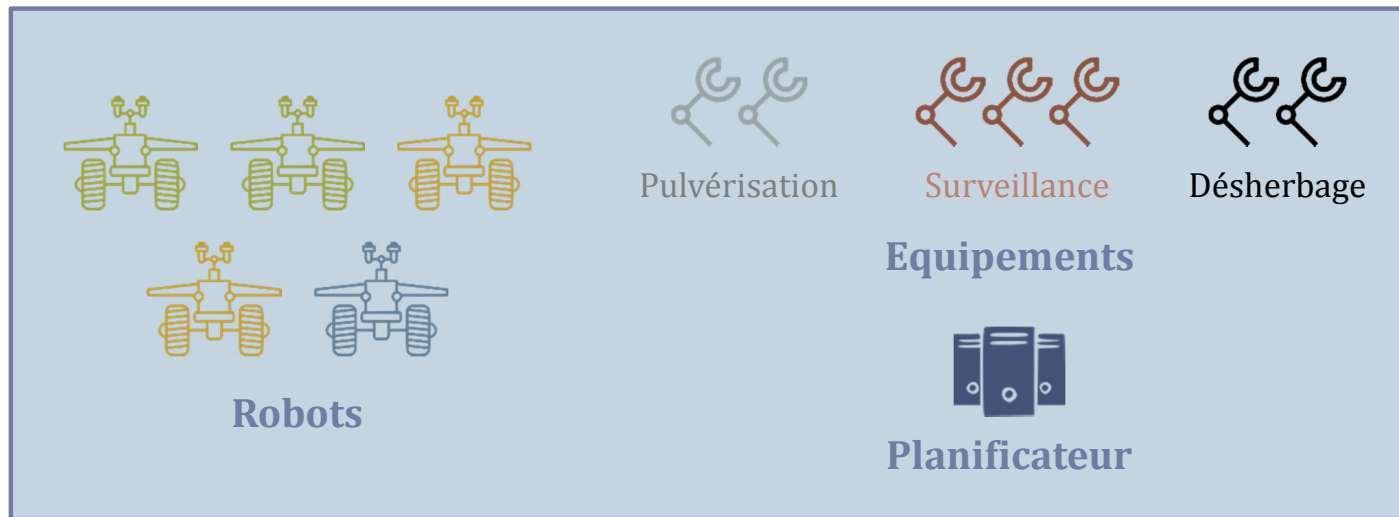 Pulvérisation
Surveillance
Désherbage
Equipements
Robots
Planificateur